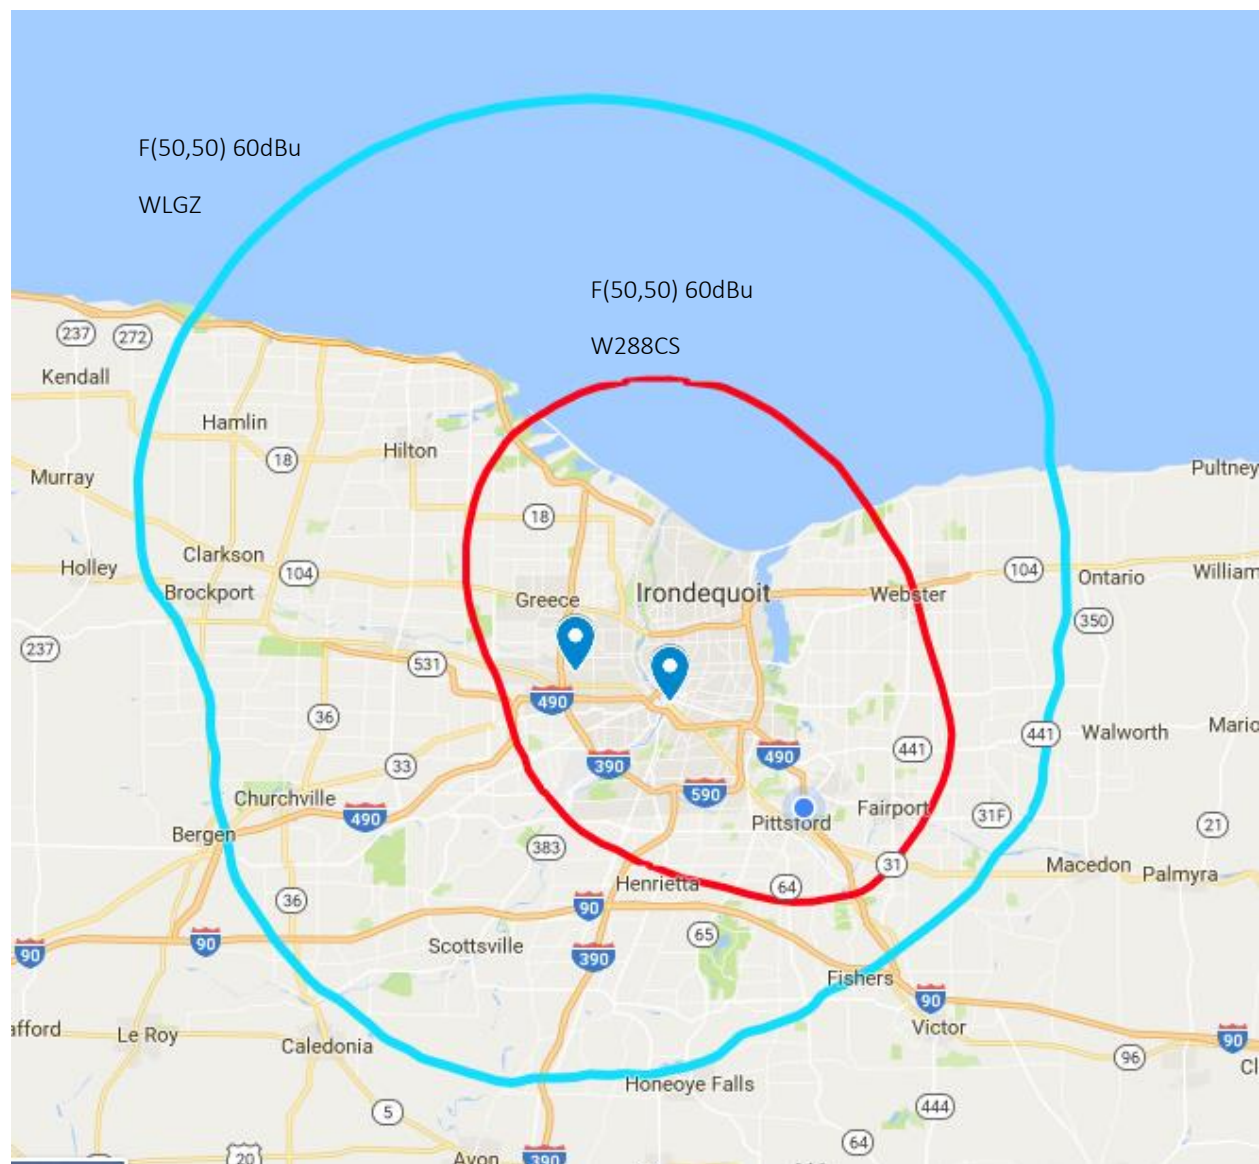 F(50,50) 60dBu
WLGZ
F(50,50) 60dBu
W288CS
237
272
Kendall
Hamlin
18
Hilton
Murray
Pultney
18
Clarkson
Holley
104
104
Ontario
William
Brockport
Greece
Irondequoit
Webster
350
237
531
490
36
441
441
Walworth
Mario
33
390
490
590
Churchville
490
Fairport
Pittsford
31F
21
Bergen
383
31
Macedon
Palmyra
Henrietta
64
36
90
90
90
Scottsville
390
65
Fishers
90
Victor
afford
Le Roy
Caledonia
90
96
Cl
Honeoye Falls
5
444
64
20
Avon
390